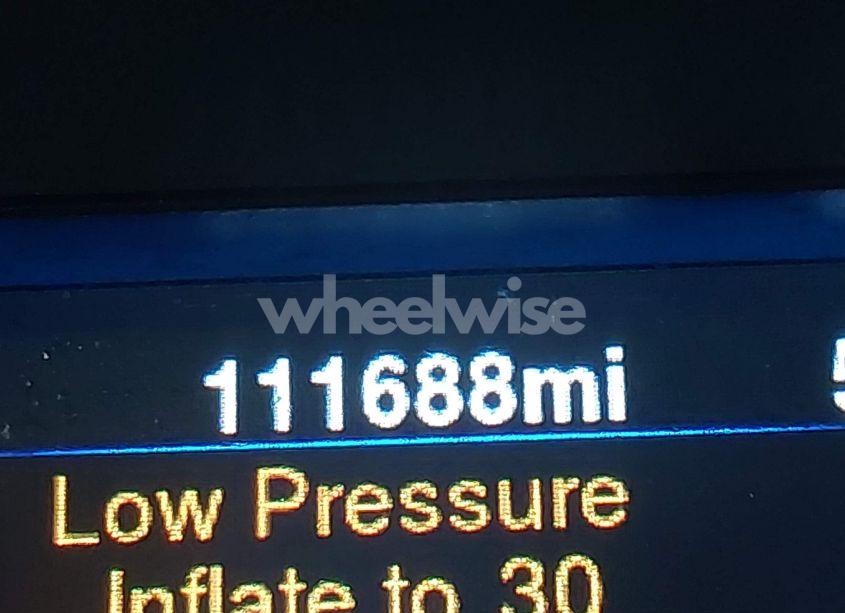 wheelwise
111688mi
Low Pressure
Inflate to 30